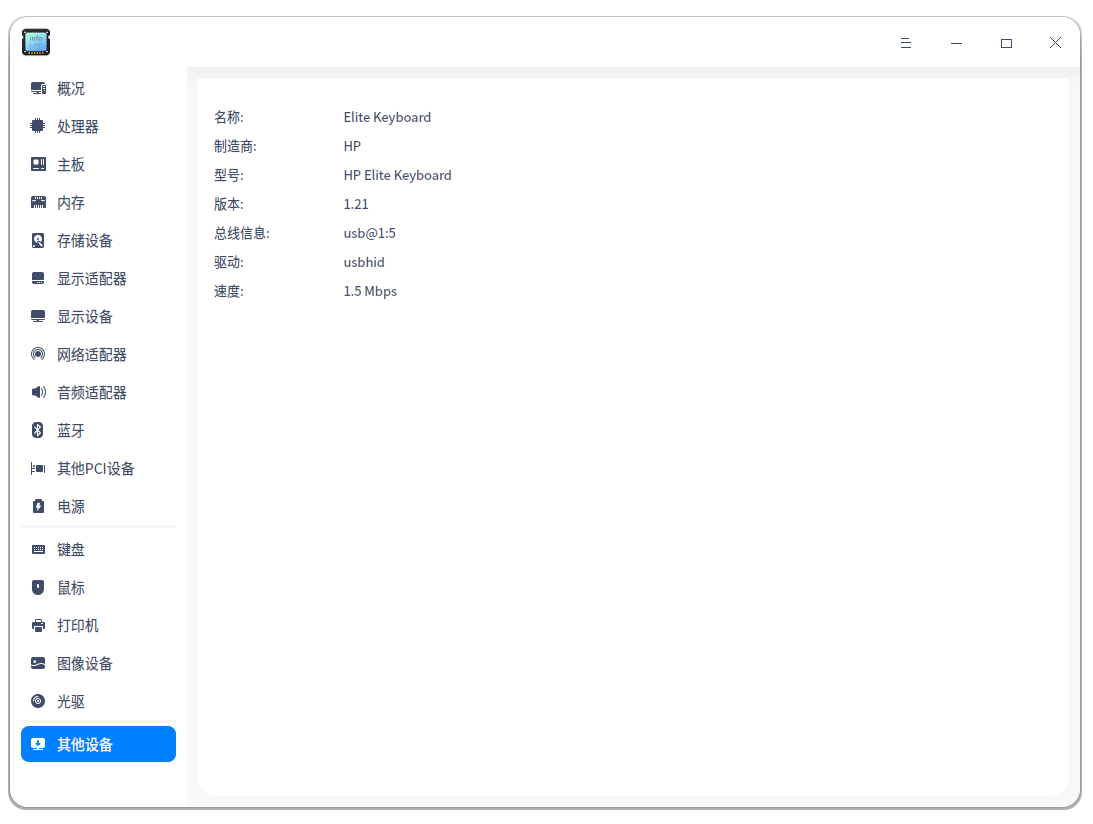 info
概况
处理器
主板
内存
存储设备
显示适配器
显示设备
网络适配器
音频适配器
蓝牙
其他PCI设备
电源
键盘
鼠标
打印机
图像设备
光驱
其他设备
名称: Elite Keyboard
制造商: HP
型号: HP Elite Keyboard
版本: 1.21
总线信息: usb@1:5
驱动: usbhid
速度: 1.5 Mbps